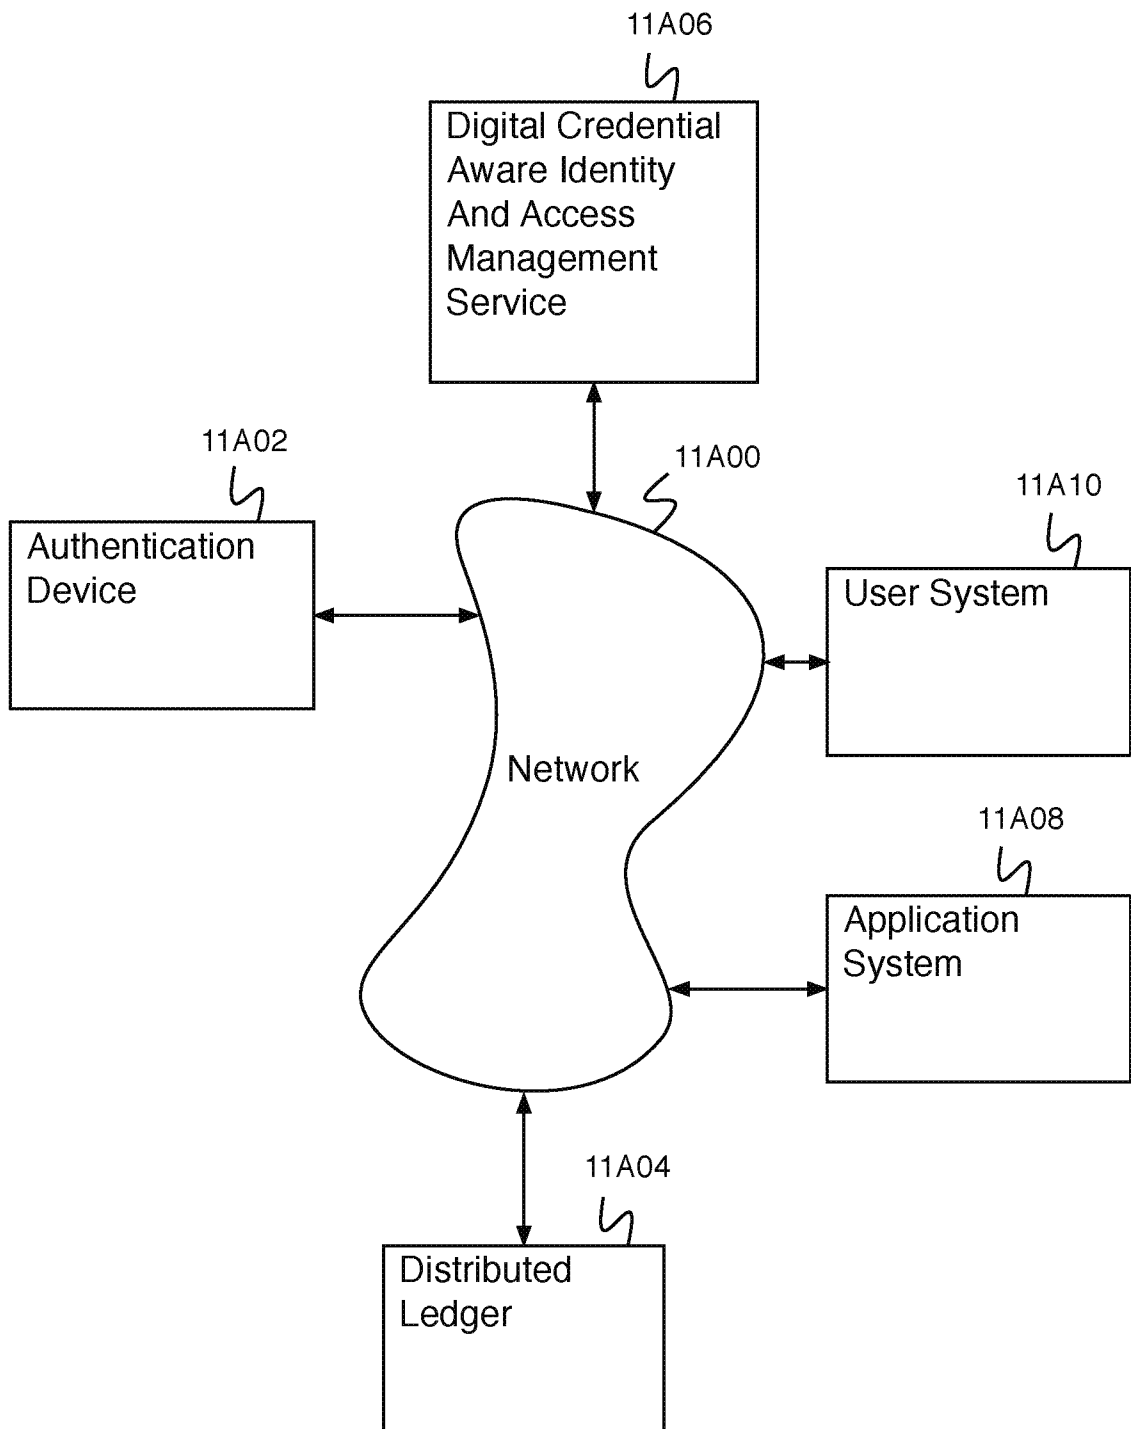 11A06
Digital Credential
Aware Identity
And Access
Management
Service
11A02
Authentication
Device
11A00
11A10
User System
Network
11A08
Application
System
11A04
Distributed
Ledger